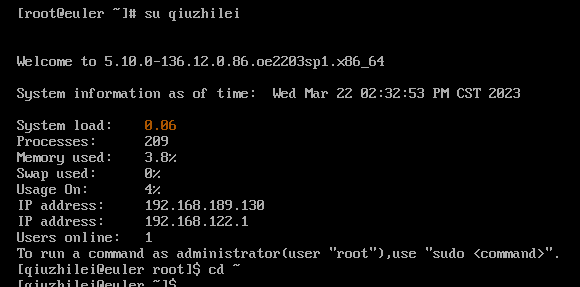 [root@euler ~]# su qiuzhilei
Welcome to 5.10.0-136.12.0.86.oe2203sp1.x86_64
System information as of time:  Wed Mar 22 02:32:53 PM CST 2023
System load:    0.06
Processes:      209
Memory used:    3.8%
Swap used:      0%
Usage On:       4%
IP address:     192.168.189.130
IP address:     192.168.122.1
Users online:   1
To run a command as administrator(user "root"),use "sudo <command>".
[qiuzhilei@euler root]$ cd ~
[qiuzhilei@euler ~]$